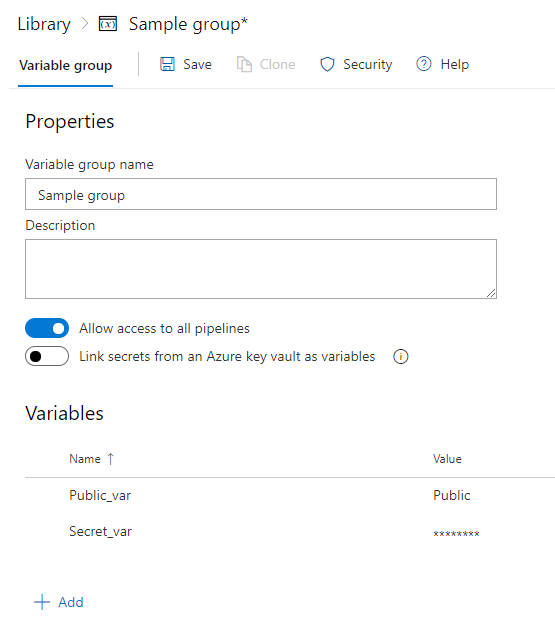 Library > Sample group*
Variable group Save Clone Security Help
Properties
Variable group name
Sample group
Description
Allow access to all pipelines
Link secrets from an Azure key vault as variables
Variables
Name ↑ Value
Public_var Public
Secret_var ********
+ Add